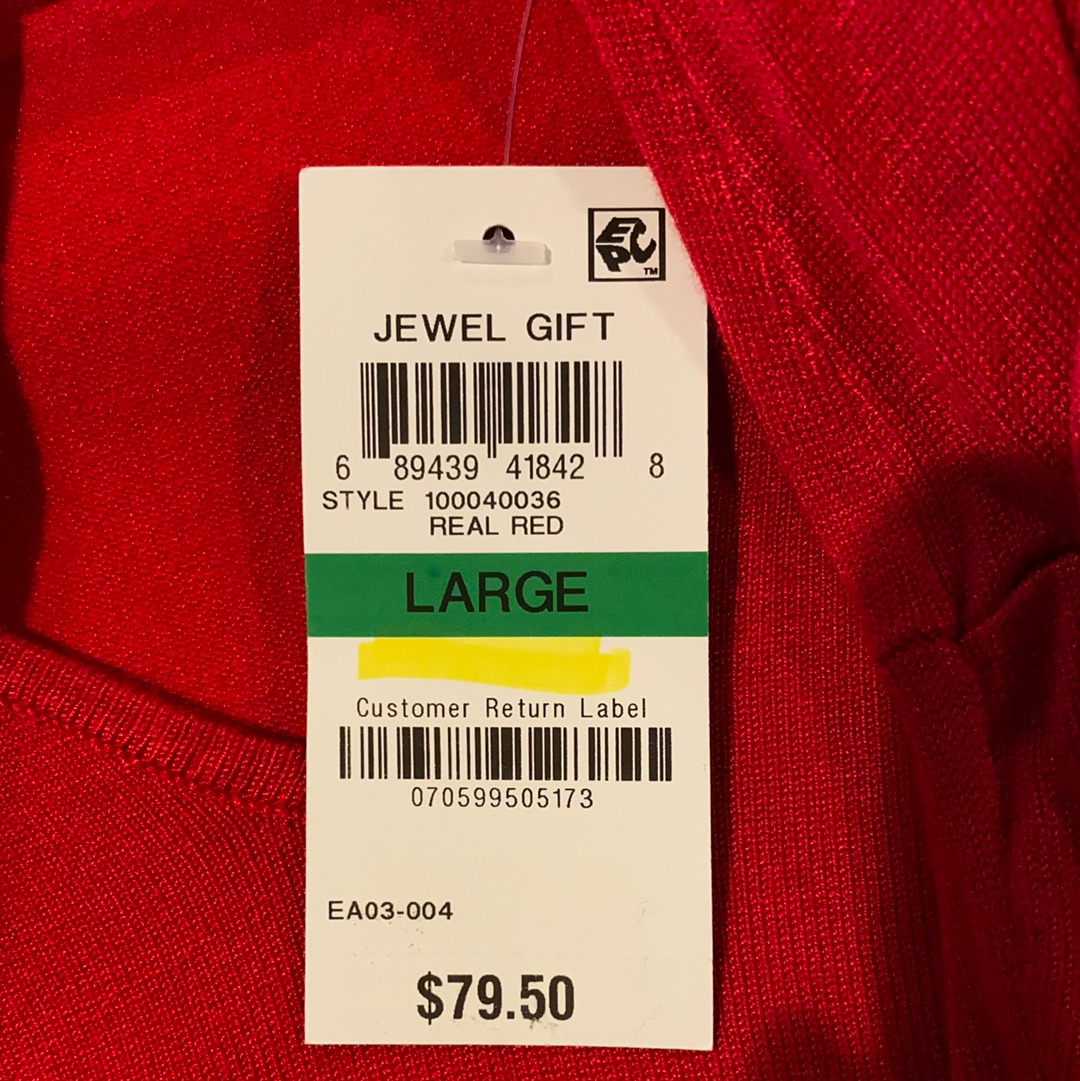 EPC
TM
JEWEL GIFT
6 89439 41842 8
STYLE 100040036
REAL RED
LARGE
Customer Return Label
070599505173
EA03-004
$79.50